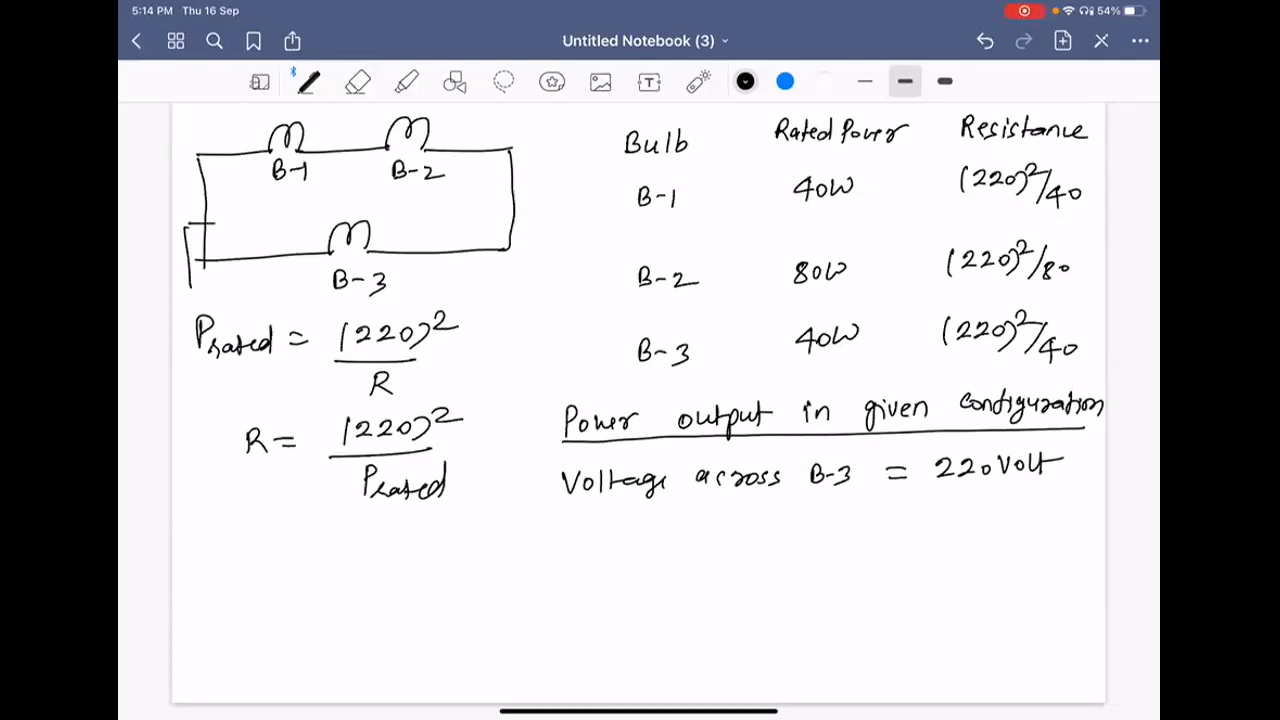 5:14 PM Thu 16 Sep
54%
Untitled Notebook (3)
B-1 B-2
B-3
Prated = (220)²/R
R = (220)²/Prated
Bulb Rated Power Resistance
B-1 40W (220)²/40
B-2 80W (220)²/80
B-3 40W (220)²/40
Power output in given configuration
Voltage across B-3 = 220 Volt